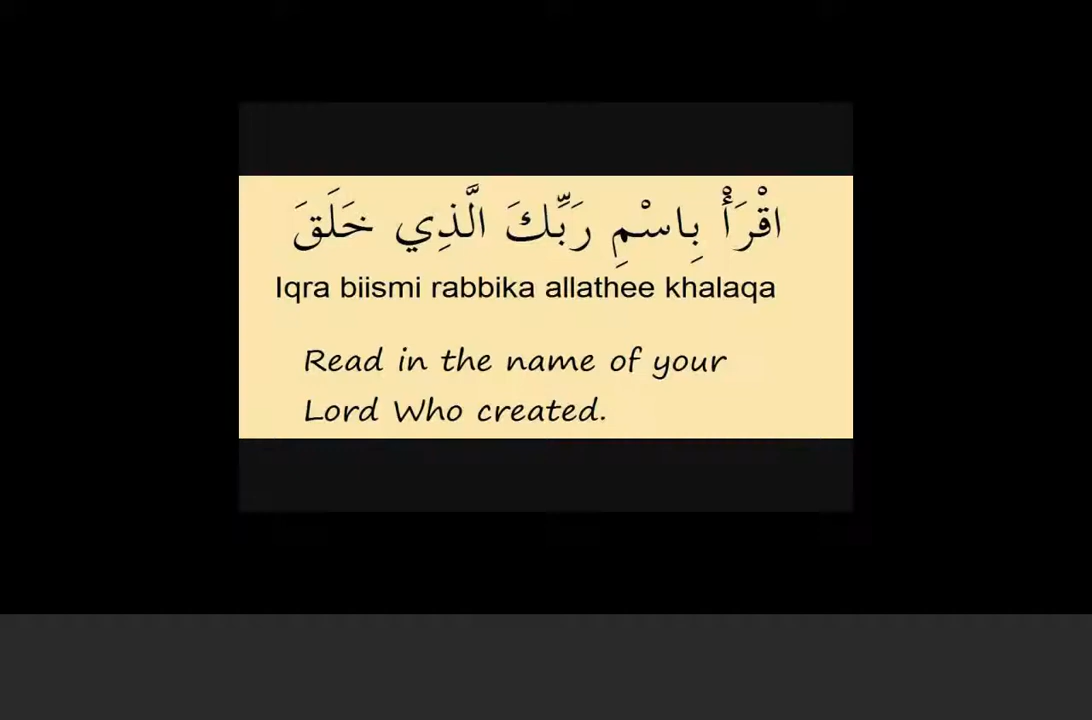 اقْرَأْ بِاسْمِ رَبِّكَ الَّذِي خَلَقَ
Iqra biismi rabbika allathee khalaqa
Read in the name of your
Lord Who created.